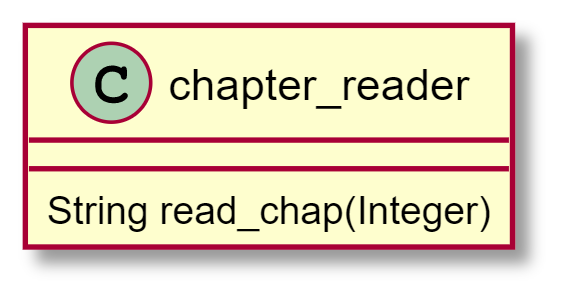 C chapter_reader
String read_chap(Integer)